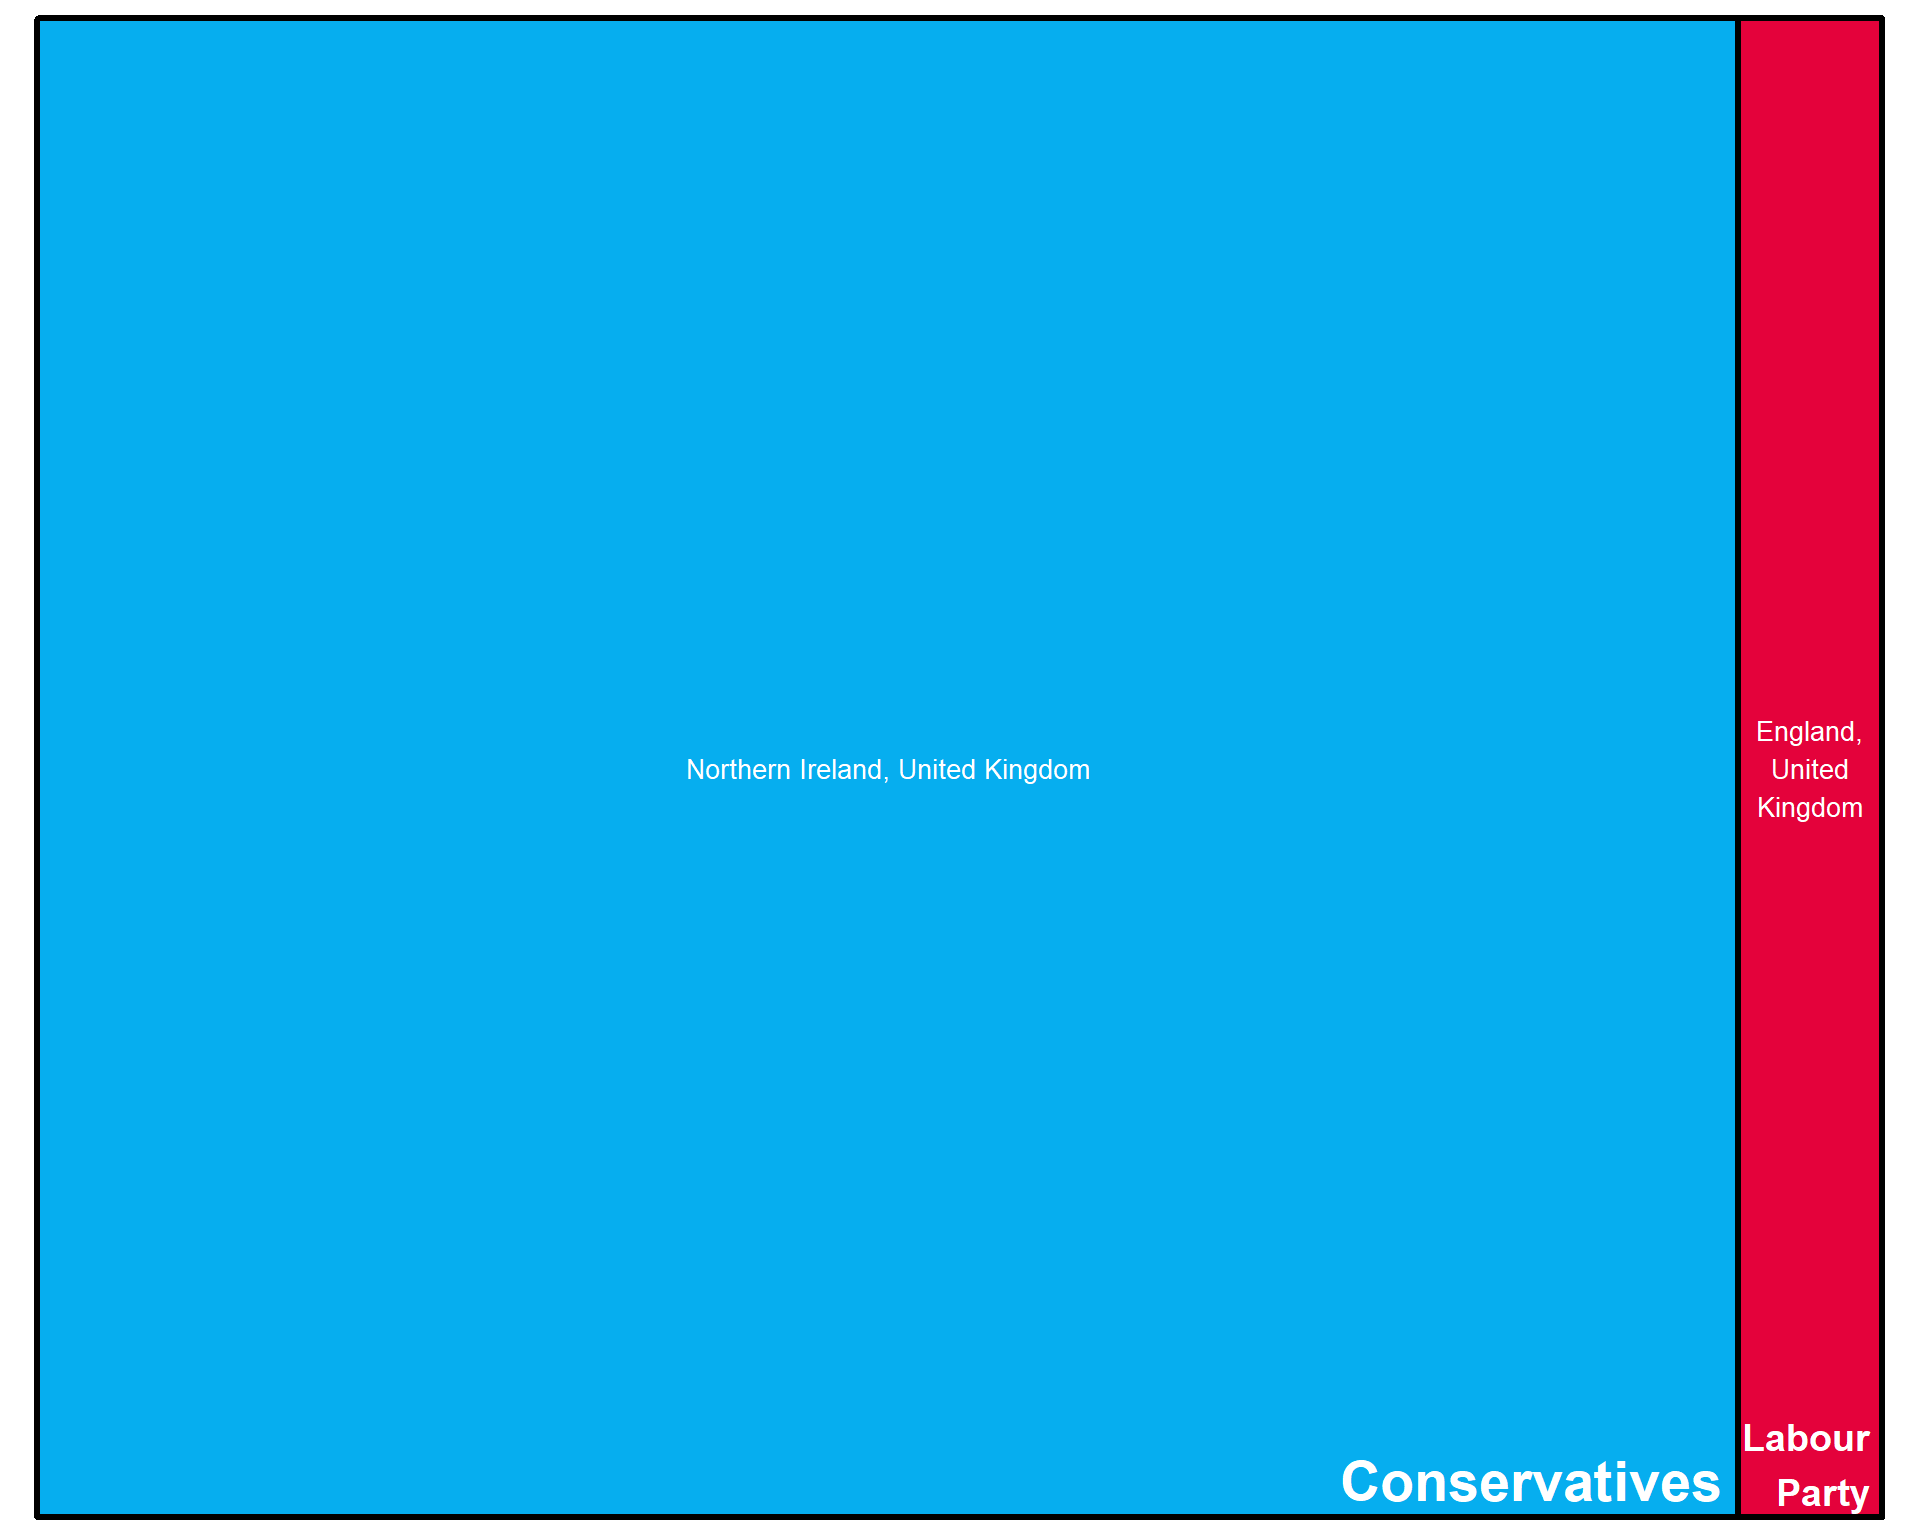 Northern Ireland, United Kingdom
England,
United
Kingdom
Conservatives
Labour
Party